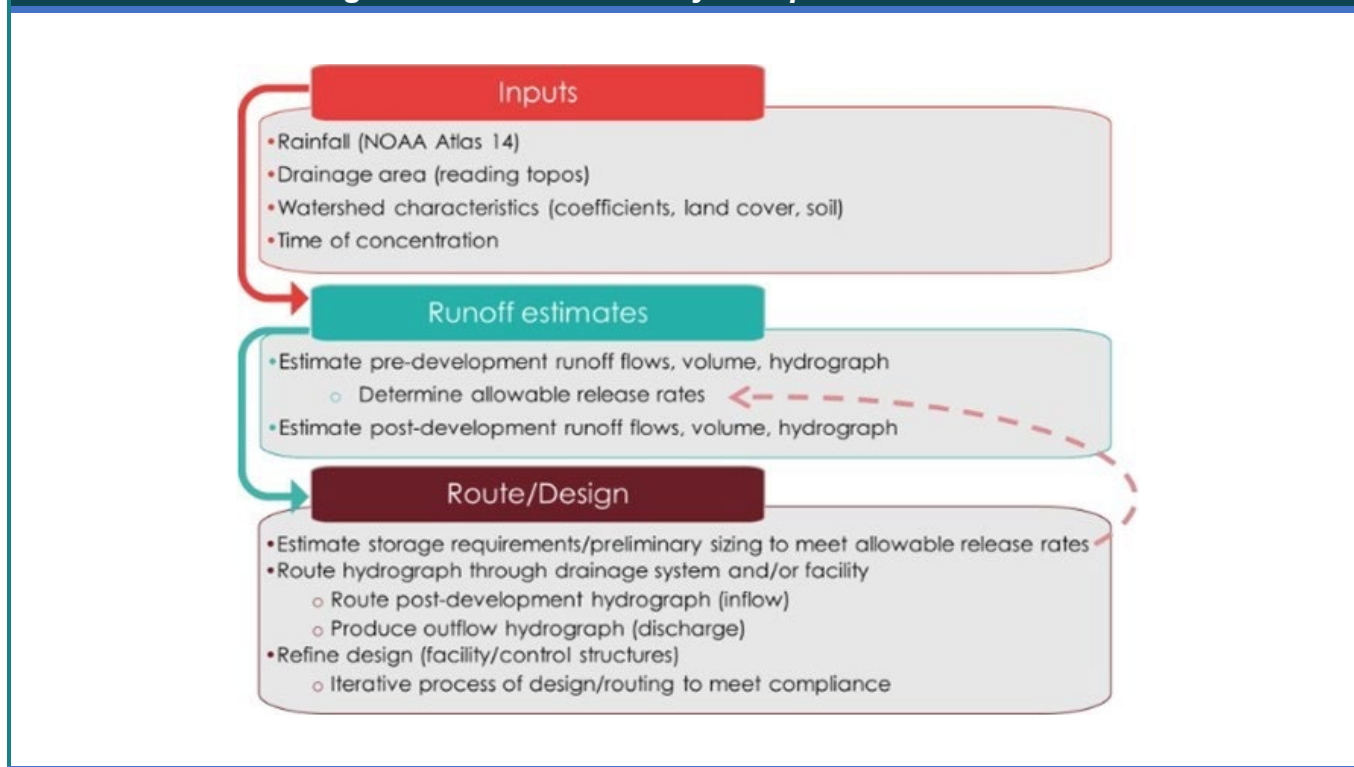 Inputs
•Rainfall (NOAA Atlas 14)
•Drainage area (reading topos)
•Watershed characteristics (coefficients, land cover, soil)
•Time of concentration
Runoff estimates
•Estimate pre-development runoff flows, volume, hydrograph
○ Determine allowable release rates
•Estimate post-development runoff flows, volume, hydrograph
Route/Design
•Estimate storage requirements/preliminary sizing to meet allowable release rates
•Route hydrograph through drainage system and/or facility
○ Route post-development hydrograph (inflow)
○ Produce outflow hydrograph (discharge)
•Refine design (facility/control structures)
○ Iterative process of design/routing to meet compliance